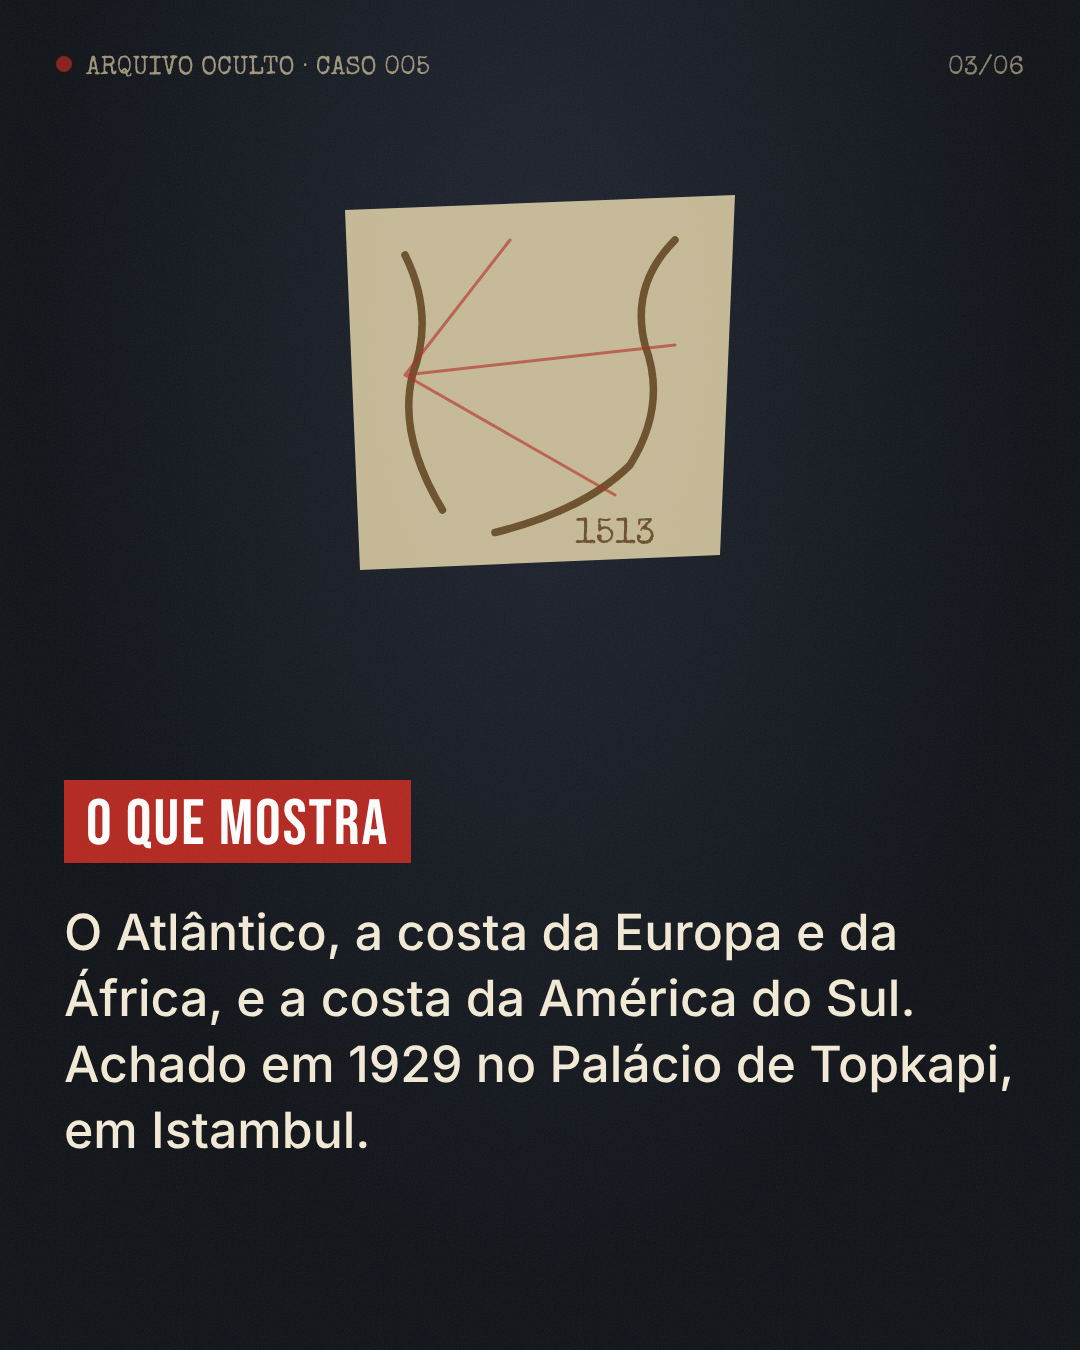 ARQUIVO OCULTO · CASO 005
03/06
1513
O QUE MOSTRA
O Atlântico, a costa da Europa e da
África, e a costa da América do Sul.
Achado em 1929 no Palácio de Topkapi,
em Istambul.